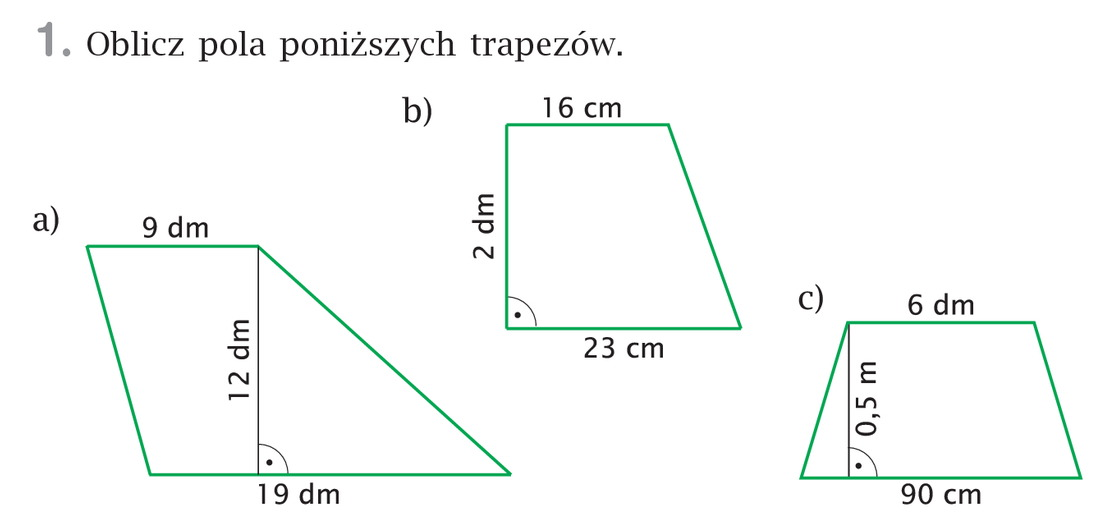 1. Oblicz pola poniższych trapezów.
a)
9 dm
12 dm
19 dm
b)
16 cm
2 dm
23 cm
c)
6 dm
0,5 m
90 cm